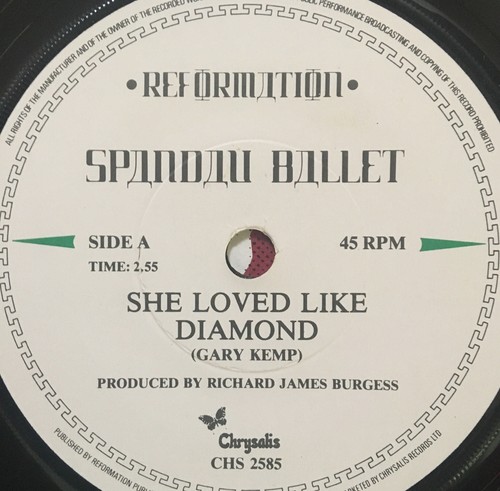 ALL RIGHTS OF THE MANUFACTURER AND OF THE OWNER OF THE RECORDED
PERFORMANCE BROADCASTING AND COPYING OF THIS RECORD PROHIBITED
•REFORMATION•
SPANDAU BALLET
SIDE A
45 RPM
TIME: 2,55
SHE LOVED LIKE
DIAMOND
(GARY KEMP)
PRODUCED BY RICHARD JAMES BURGESS
Chrysalis
CHS 2585
PUBLISHED BY REFORMATION
BY CHRYSALIS RECORDS LTD